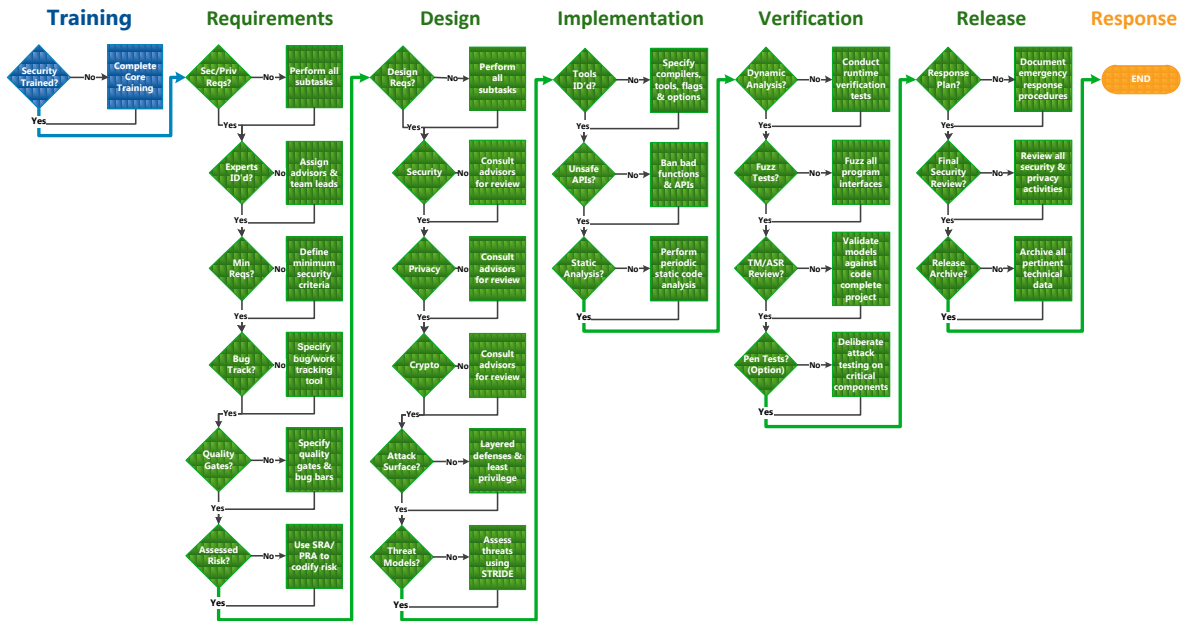 Training
Requirements
Design
Implementation
Verification
Release
Response
Security
Trained?
No
Complete
Core
Training
Yes
Sec/Priv
Reqs?
No
Perform all
subtasks
Yes
Experts
ID'd?
No
Assign
advisors &
team leads
Yes
Min
Reqs?
No
Define
minimum
security
criteria
Yes
Bug
Track?
No
Specify
bug/work
tracking
tool
Yes
Quality
Gates?
No
Specify
quality
gates &
bug bars
Yes
Assessed
Risk?
No
Use SRA/
PRA to
codify risk
Yes
Design
Reqs?
No
Perform
all
subtasks
Yes
Security
No
Consult
advisors
for review
Yes
Privacy
No
Consult
advisors
for review
Yes
Crypto
No
Consult
advisors
for review
Yes
Attack
Surface?
No
Layered
defenses &
least
privilege
Yes
Threat
Models?
No
Assess
threats
using
STRIDE
Yes
Tools
ID'd?
No
Specify
compilers,
tools, flags
& options
Yes
Unsafe
APIs?
No
Ban bad
functions
& APIs
Yes
Static
Analysis?
No
Perform
periodic
static code
analysis
Yes
Dynamic
Analysis?
No
Conduct
runtime
verification
tests
Yes
Fuzz
Tests?
No
Fuzz all
program
interfaces
Yes
TM/ASR
Review?
No
Validate
models
against
code
complete
project
Yes
Pen Tests?
(Option)
No
Deliberate
attack
testing on
critical
components
Yes
Response
Plan?
No
Document
emergency
response
procedures
Yes
Final
Security
Review?
No
Review all
security &
privacy
activities
Yes
Release
Archive?
No
Archive all
pertinent
technical
data
Yes
END